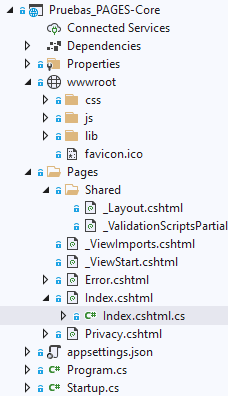 Pruebas_PAGES-Core
Connected Services
Dependencies
Properties
wwwroot
css
js
lib
favicon.ico
Pages
Shared
_Layout.cshtml
_ValidationScriptsPartial
_ViewImports.cshtml
_ViewStart.cshtml
Error.cshtml
Index.cshtml
C# Index.cshtml.cs
Privacy.cshtml
appsettings.json
C# Program.cs
C# Startup.cs